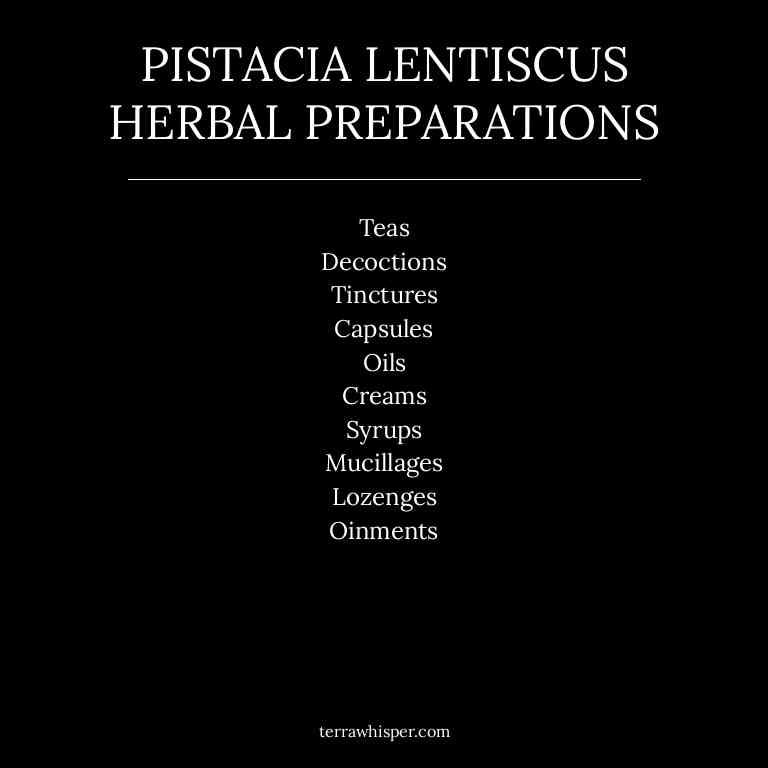 PISTACIA LENTISCUS
HERBAL PREPARATIONS
Teas
Decoctions
Tinctures
Capsules
Oils
Creams
Syrups
Mucillages
Lozenges
Oinments
terrawhisper.com